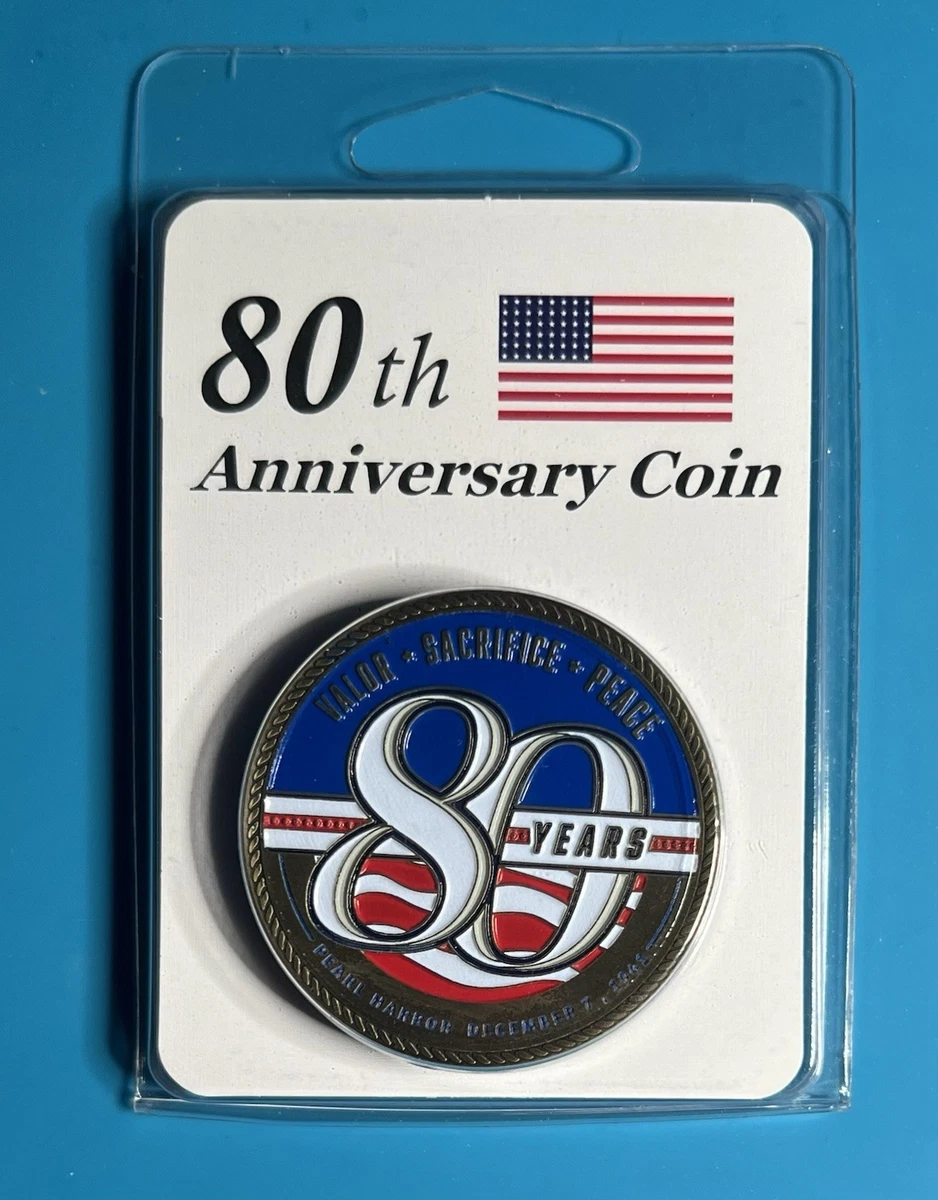 80th
Anniversary Coin
VALOR * SACRIFICE * PEACE
80
YEARS
PEARL HARBOR DECEMBER 7,